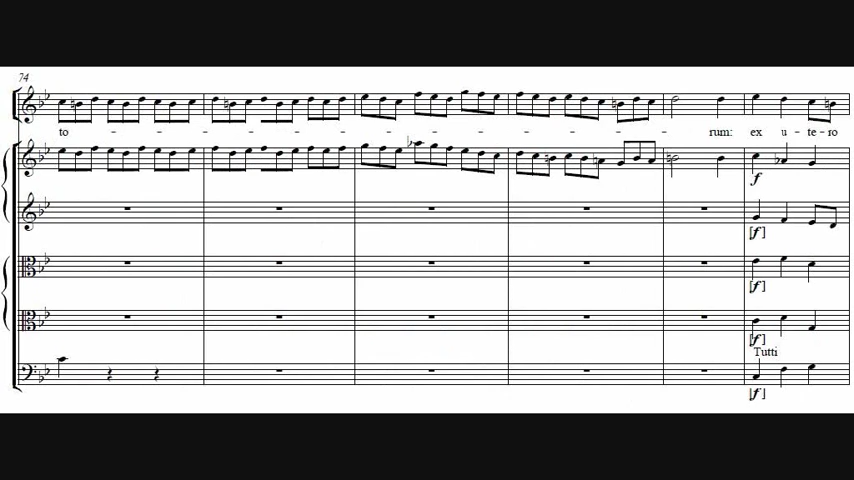 74
to - - - - - - - - - - - - rum: ex u - te - ro
f
[f]
[f]
[f]
Tutti
[f]